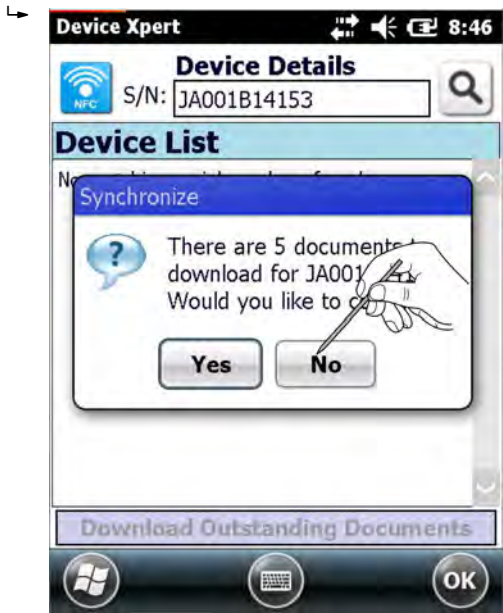 Device Xpert 8:46
Device Details
NFC S/N: JA001B14153
Device List
Synchronize
?
There are 5 documents
download for JA001
Would you like to
Yes No
Download Outstanding Documents
OK